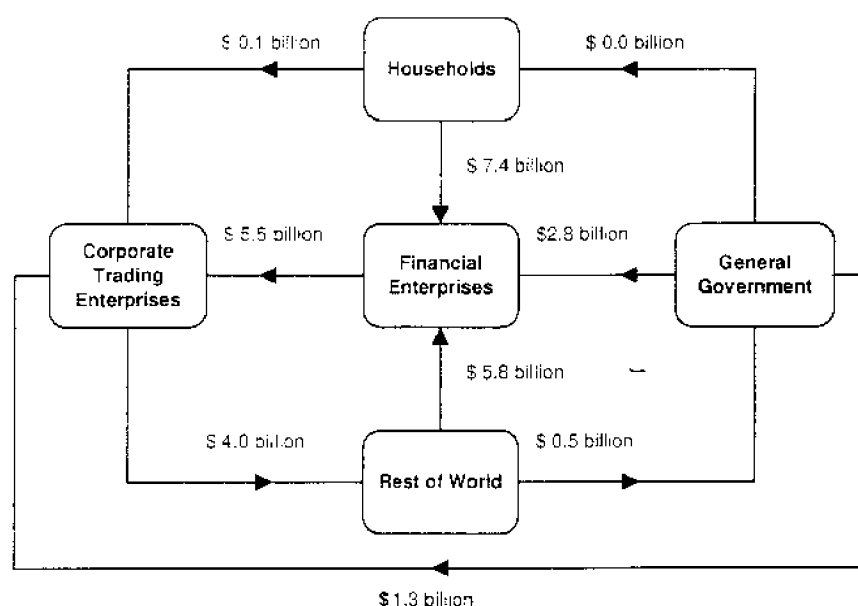 $ 0.1 billion
$ 0.0 billion
Households
$ 7.4 billion
$ 5.5 billion
$2.8 billion
Corporate
Trading
Enterprises
Financial
Enterprises
General
Government
$ 5.8 billion
$ 4.0 billion
$ 0.5 billion
Rest of World
$ 1.3 billion